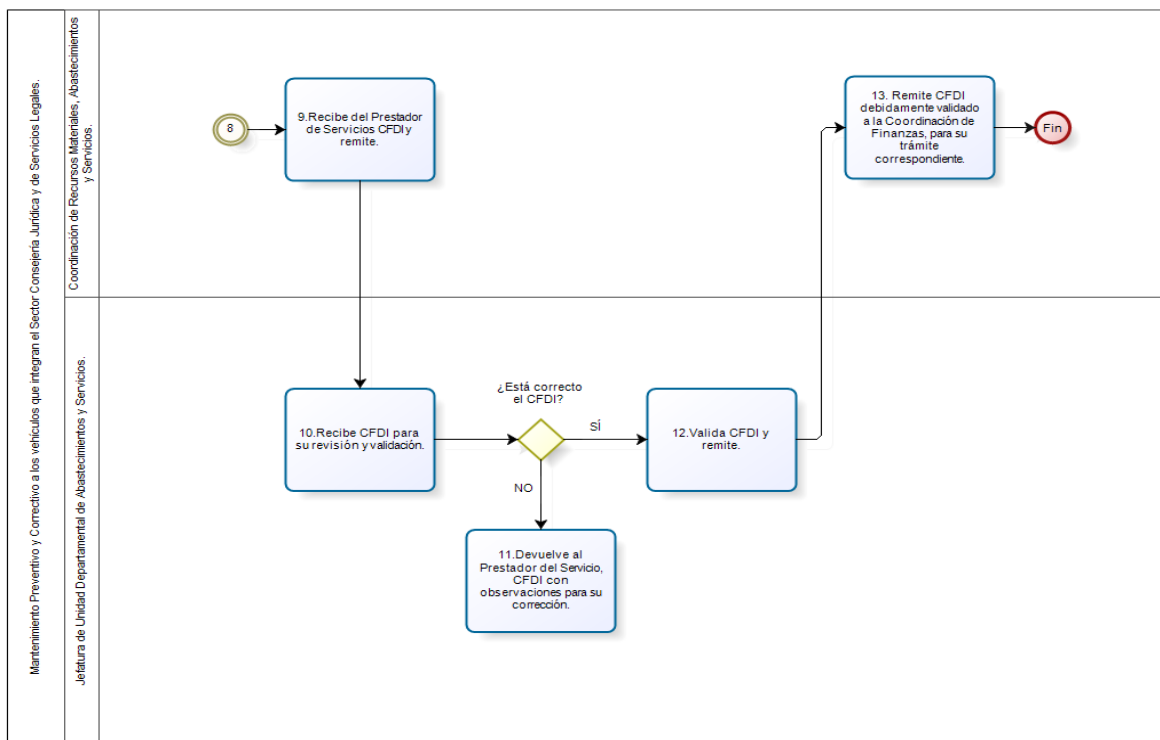 Mantenimiento Preventivo y Correctivo a los vehículos que integran el Sector Consejería Jurídica y de Servicios Legales.
Coordinación de Recursos Materiales, Abastecimientos
y Servicios.
8
9.Recibe del Prestador
de Servicios CFDI y
remite.
13. Remite CFDI
debidamente validado
a la Coordinación de
Finanzas, para su
trámite
correspondiente.
Fin
Jefatura de Unidad Departamental de Abastecimientos y Servicios.
10.Recibe CFDI para
su revisión y validación.
¿Está correcto
el CFDI?
SÍ
NO
12.Valida CFDI y
remite.
11.Devuelve al
Prestador del Servicio,
CFDI con
observaciones para su
corrección.